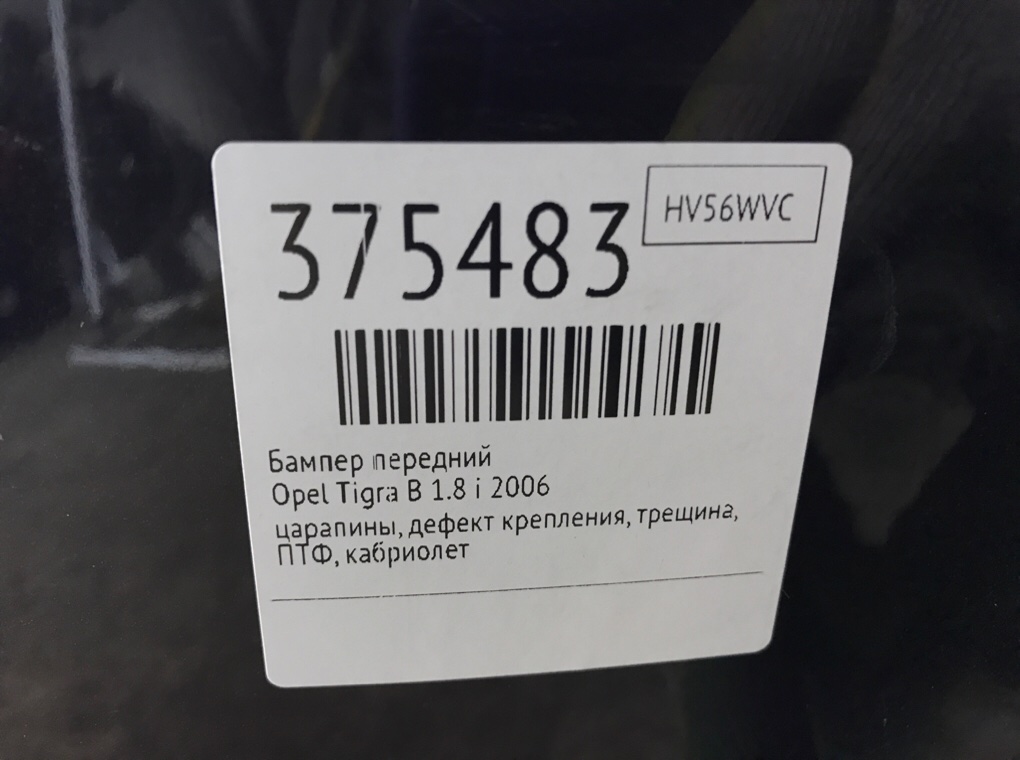 375483
HV56WVC
Бампер передний
Opel Tigra B 1.8 i 2006
царапины, дефект крепления, трещина,
ПТФ, кабриолет